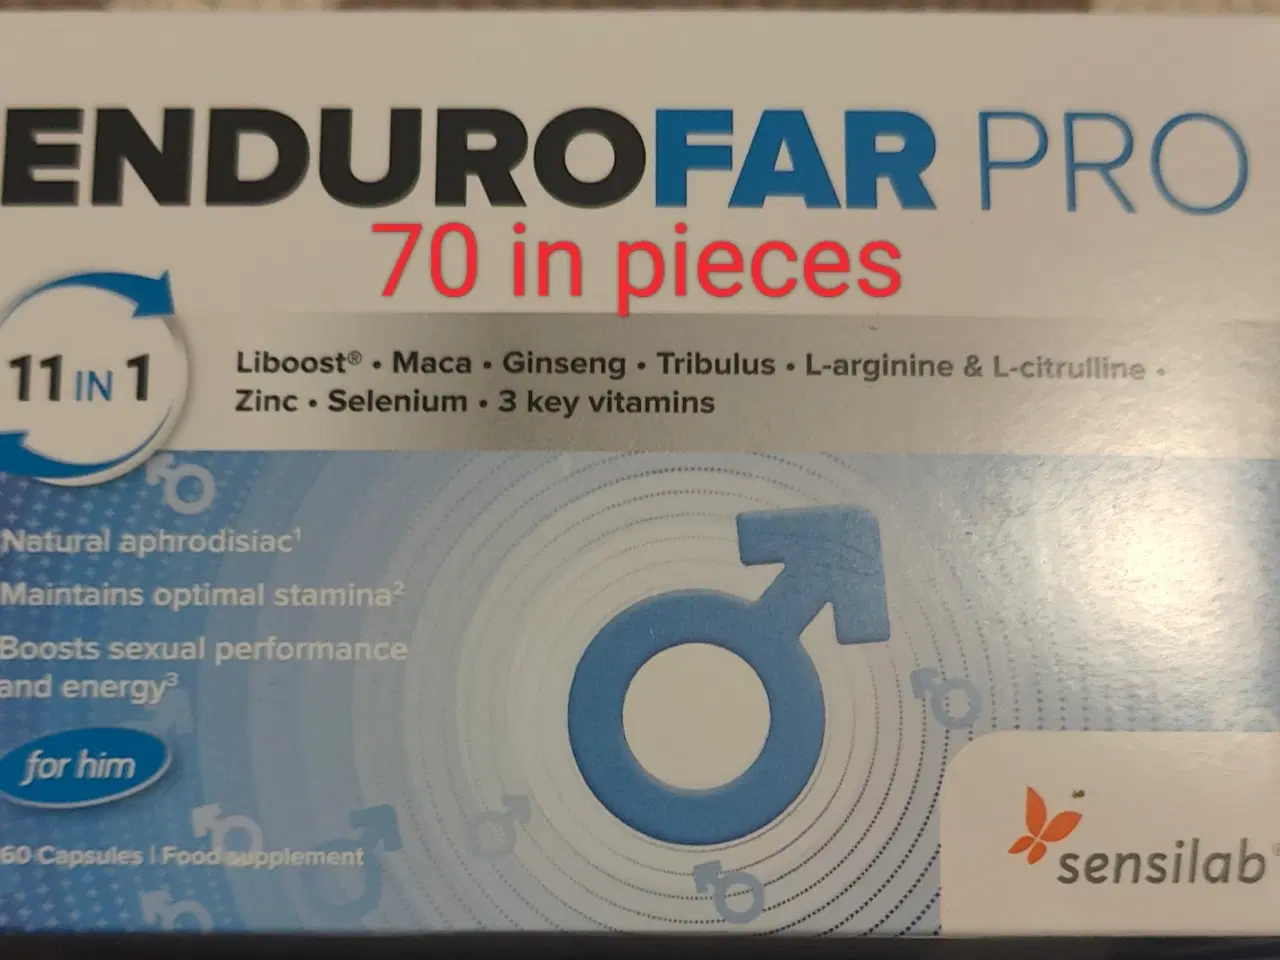 ENDUROFAR PRO
70 in pieces
11 IN 1
Liboost® • Maca • Ginseng • Tribulus • L-arginine & L-citrulline •
Zinc • Selenium • 3 key vitamins
Natural aphrodisiac¹
Maintains optimal stamina²
Boosts sexual performance
and energy³
for him
60 Capsules | Food supplement
sensilab®